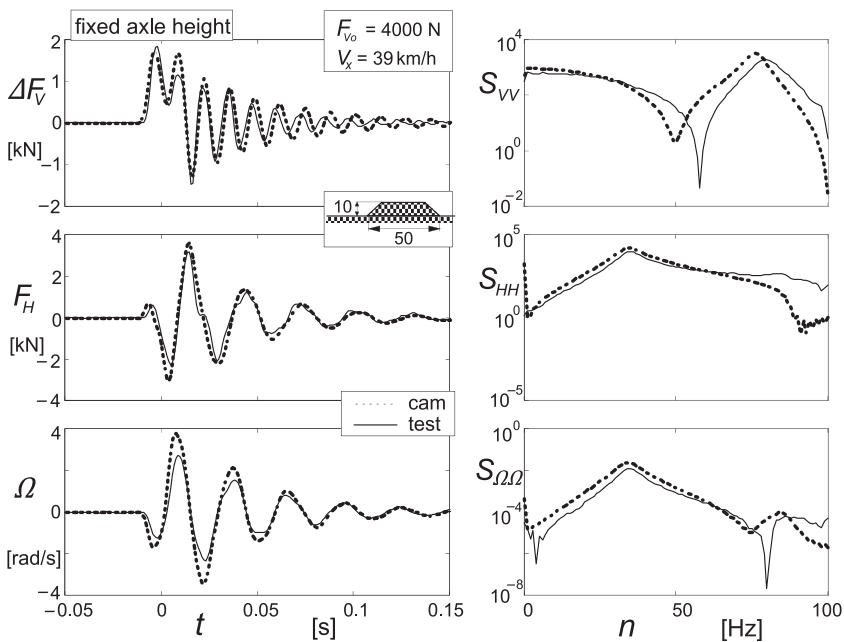 fixed axle height
F_Vo = 4000 N
V_x = 39 km/h
2
ΔF_V
1
0
[kN]
−1
2
10
50
4
F_H
2
0
[kN]
−2
−4
cam
test
4
Ω
0
[rad/s]
−4
−0.05
0
0.05
0.1
0.15
t
[s]
10^4
S_VV
10^2
10^0
10^−2
10^5
S_HH
10^0
10^−5
10^0
S_ΩΩ
10^−4
10^−8
0
50
100
n
[Hz]